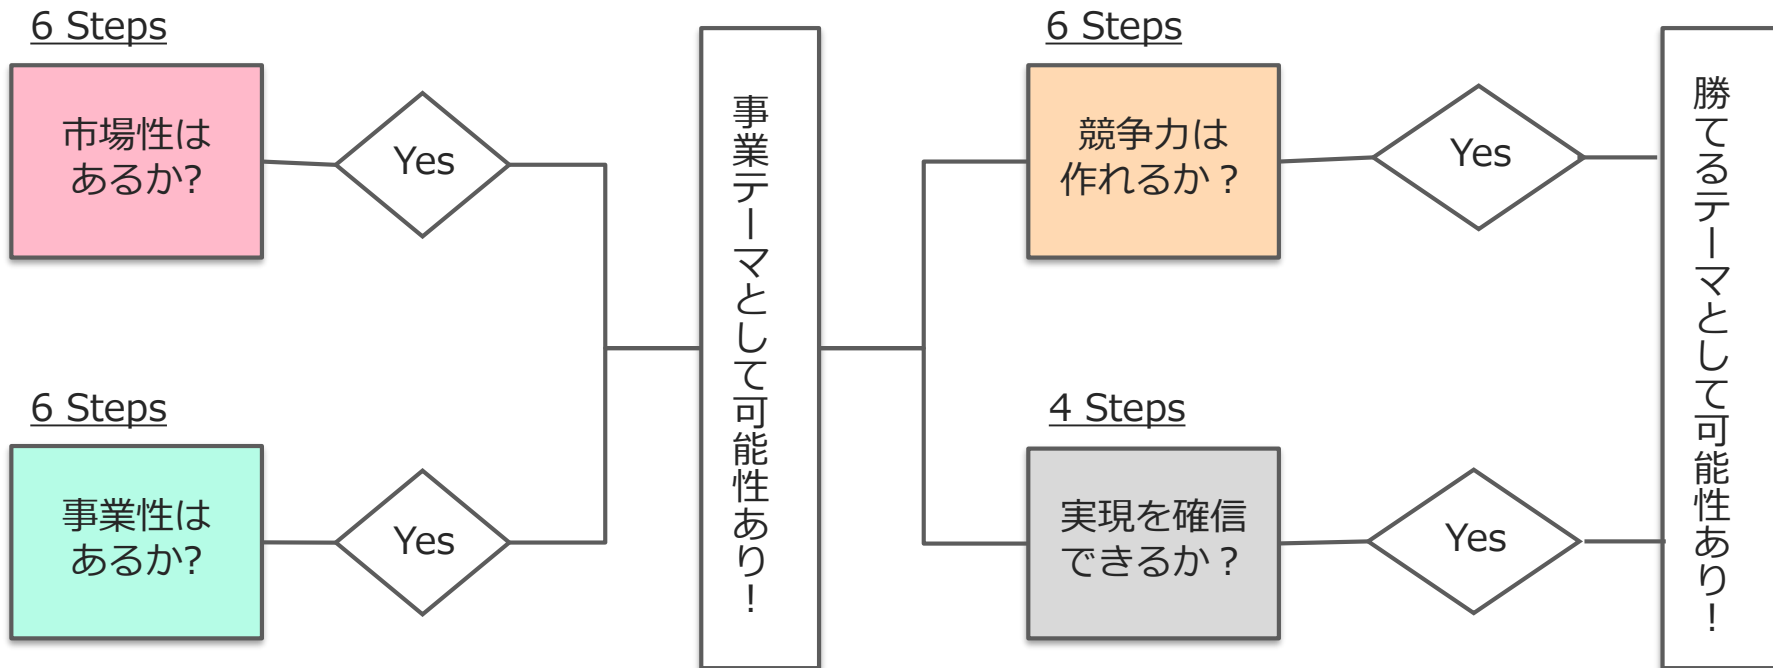 6 Steps
市場性は
あるか?
Yes
6 Steps
事業性は
あるか?
Yes
事業テーマとして可能性あり！
6 Steps
競争力は
作れるか？
Yes
4 Steps
実現を確信
できるか？
Yes
勝てるテーマとして可能性あり！